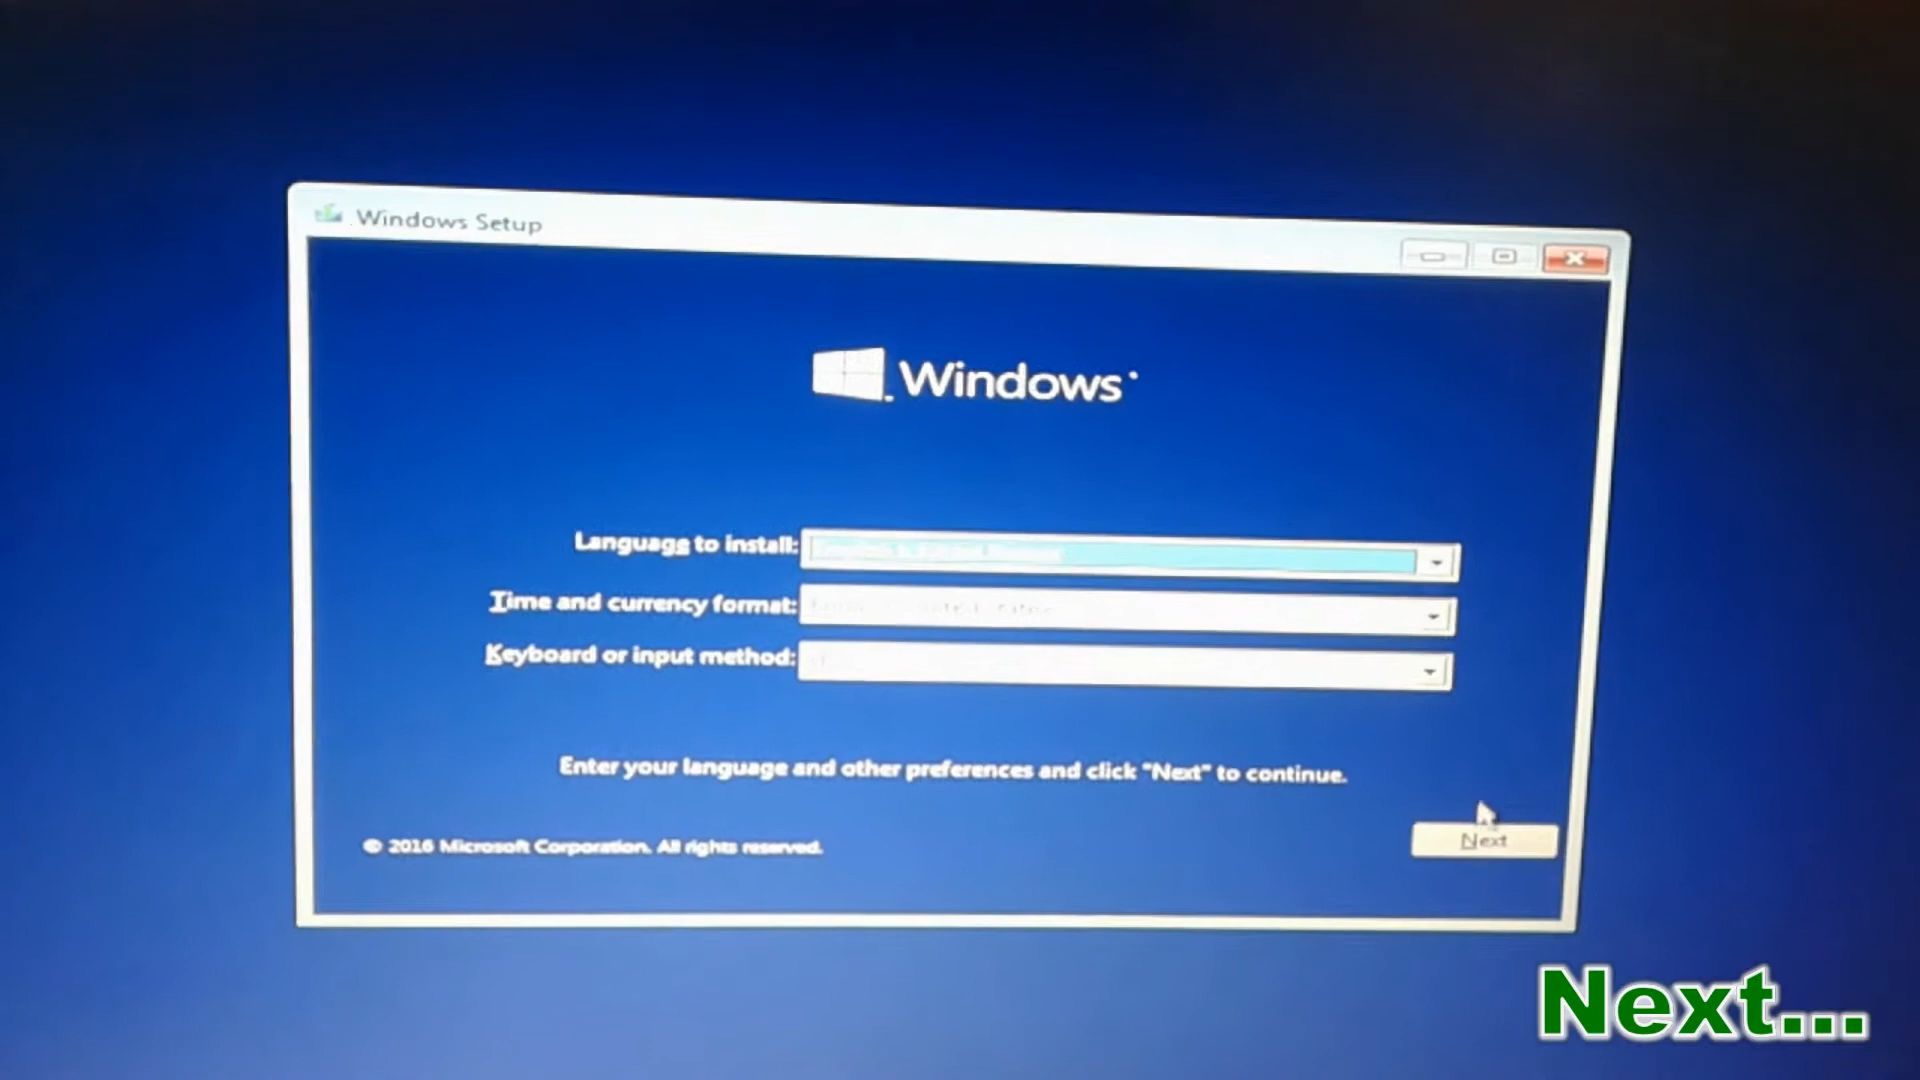 Windows Setup
Windows
Language to install:
Time and currency format:
Keyboard or input method:
Enter your language and other preferences and click "Next" to continue.
© 2016 Microsoft Corporation. All rights reserved.
Next
Next...